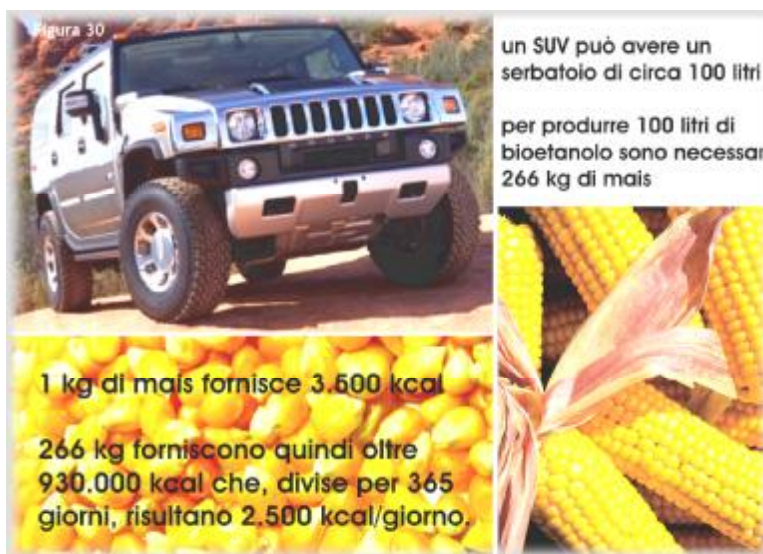 Figura 30
un SUV può avere un
serbatoio di circa 100 litri
per produrre 100 litri di
bioetanolo sono necessar
266 kg di mais
1 kg di mais fornisce 3.500 kcal
266 kg forniscono quindi oltre
930.000 kcal che, divise per 365
giorni, risultano 2.500 kcal/giorno.